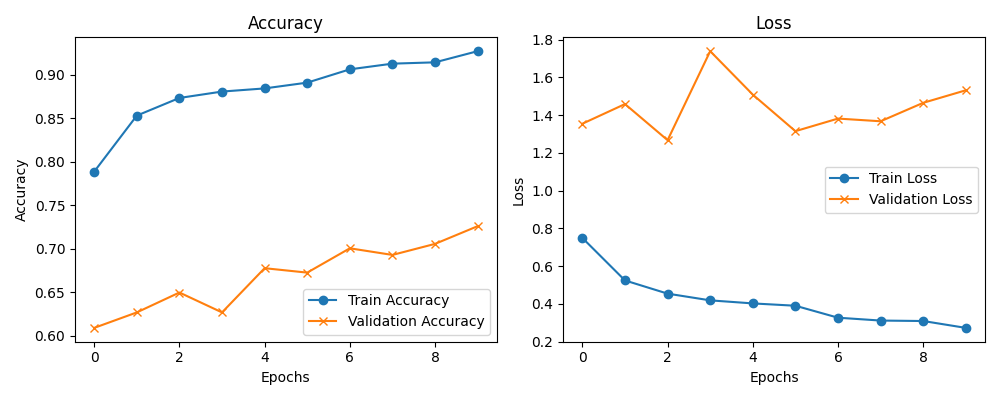 Accuracy
Accuracy
0.90
0.85
0.80
0.75
0.70
0.65
0.60
Train Accuracy
Validation Accuracy
0 2 4 6 8
Epochs
Loss
Loss
1.8
1.6
1.4
1.2
1.0
0.8
0.6
0.4
0.2
Train Loss
Validation Loss
0 2 4 6 8
Epochs